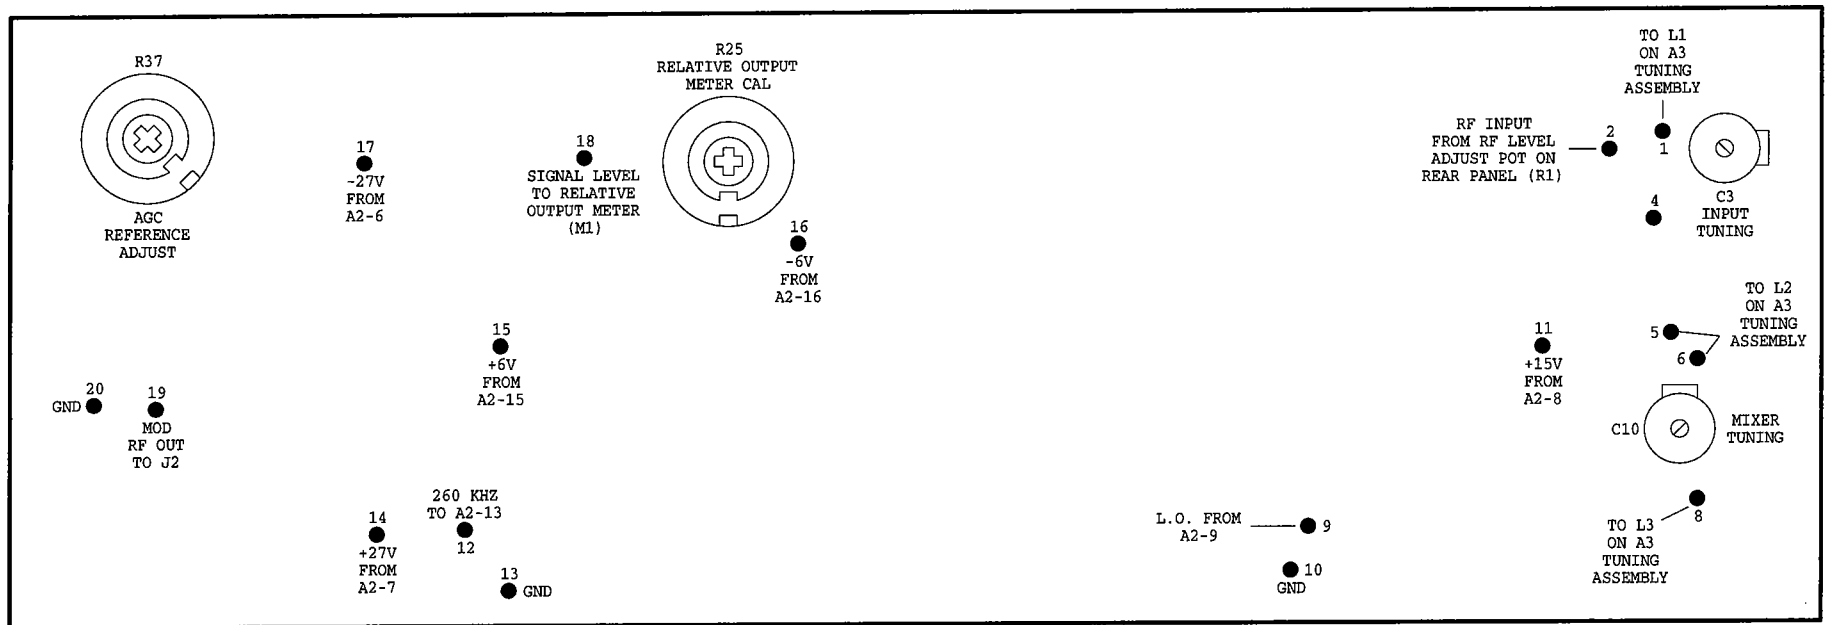 R37
AGC
REFERENCE
ADJUST
17
-27V
FROM
A2-6
18
SIGNAL LEVEL
TO RELATIVE
OUTPUT METER
(M1)
R25
RELATIVE OUTPUT
METER CAL
16
-6V
FROM
A2-16
TO L1
ON A3
TUNING
ASSEMBLY
1
RF INPUT
FROM RF LEVEL
ADJUST POT ON
REAR PANEL (R1)
2
C3
INPUT
TUNING
4
TO L2
ON A3
TUNING
ASSEMBLY
5
6
15
+6V
FROM
A2-15
11
+15V
FROM
A2-8
20
GND
19
MOD
RF OUT
TO J2
C10
MIXER
TUNING
14
+27V
FROM
A2-7
260 KHZ
TO A2-13
12
13
GND
L.O. FROM
A2-9
9
10
GND
8
TO L3
ON A3
TUNING
ASSEMBLY